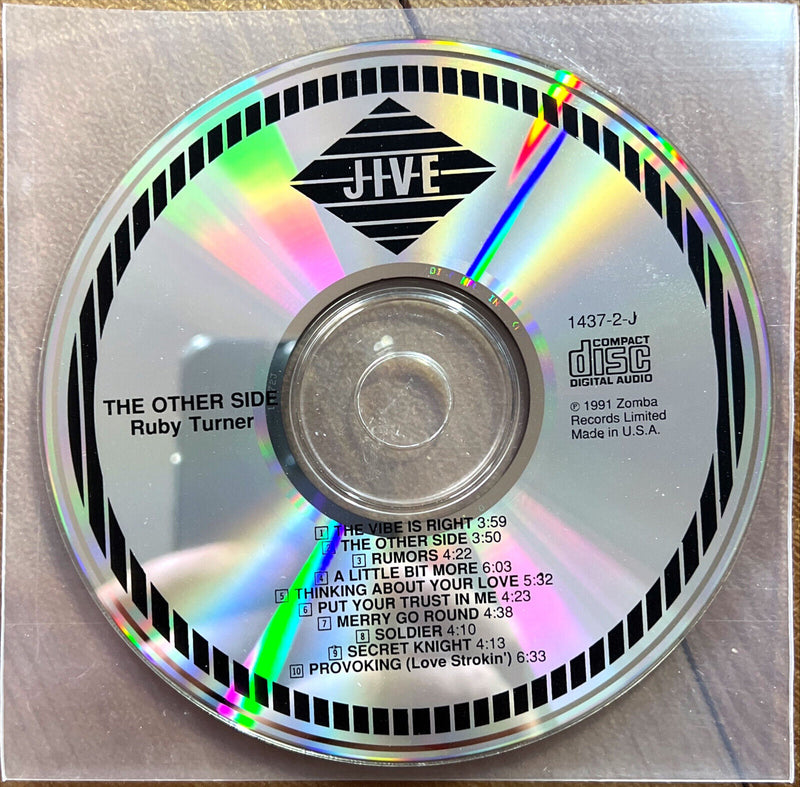 JIVE
1437-2-J
COMPACT
disc
DIGITAL AUDIO
THE OTHER SIDE
Ruby Turner
℗ 1991 Zomba
Records Limited
Made in U.S.A.
1 THE VIBE IS RIGHT 3:59
2 THE OTHER SIDE 3:50
3 RUMORS 4:22
4 A LITTLE BIT MORE 6:03
5 THINKING ABOUT YOUR LOVE 5:32
6 PUT YOUR TRUST IN ME 4:23
7 MERRY GO ROUND 4:38
8 SOLDIER 4:10
9 SECRET KNIGHT 4:13
10 PROVOKING (Love Strokin') 6:33